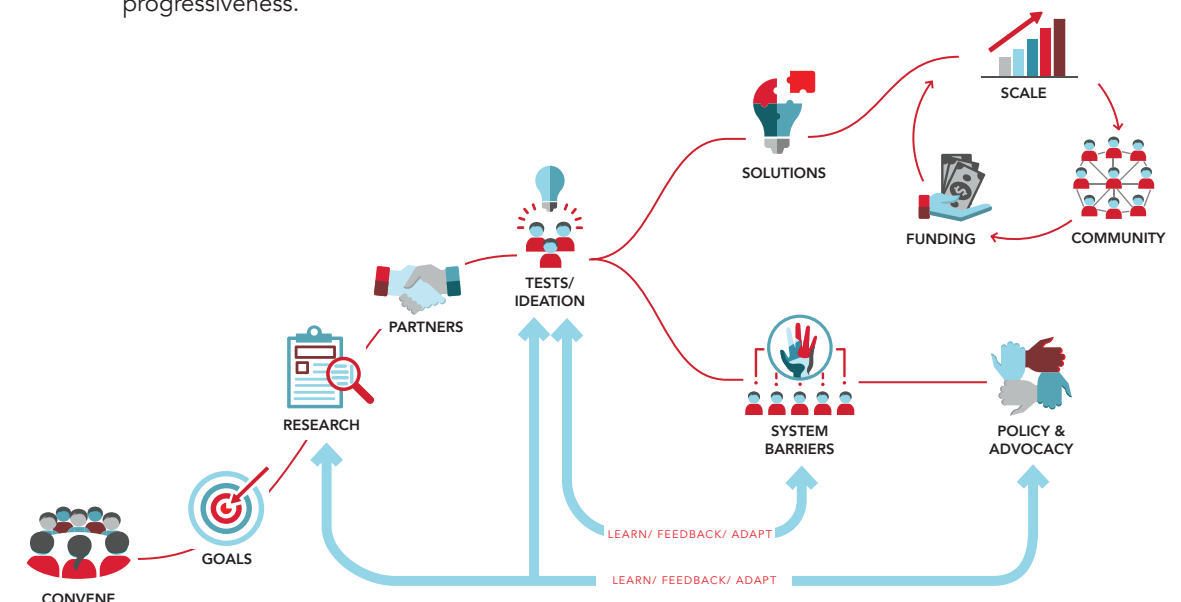 progressiveness.
SCALE
SOLUTIONS
FUNDING
COMMUNITY
TESTS/
IDEATION
PARTNERS
RESEARCH
SYSTEM
BARRIERS
POLICY &
ADVOCACY
LEARN/ FEEDBACK/ ADAPT
GOALS
LEARN/ FEEDBACK/ ADAPT
CONVENE